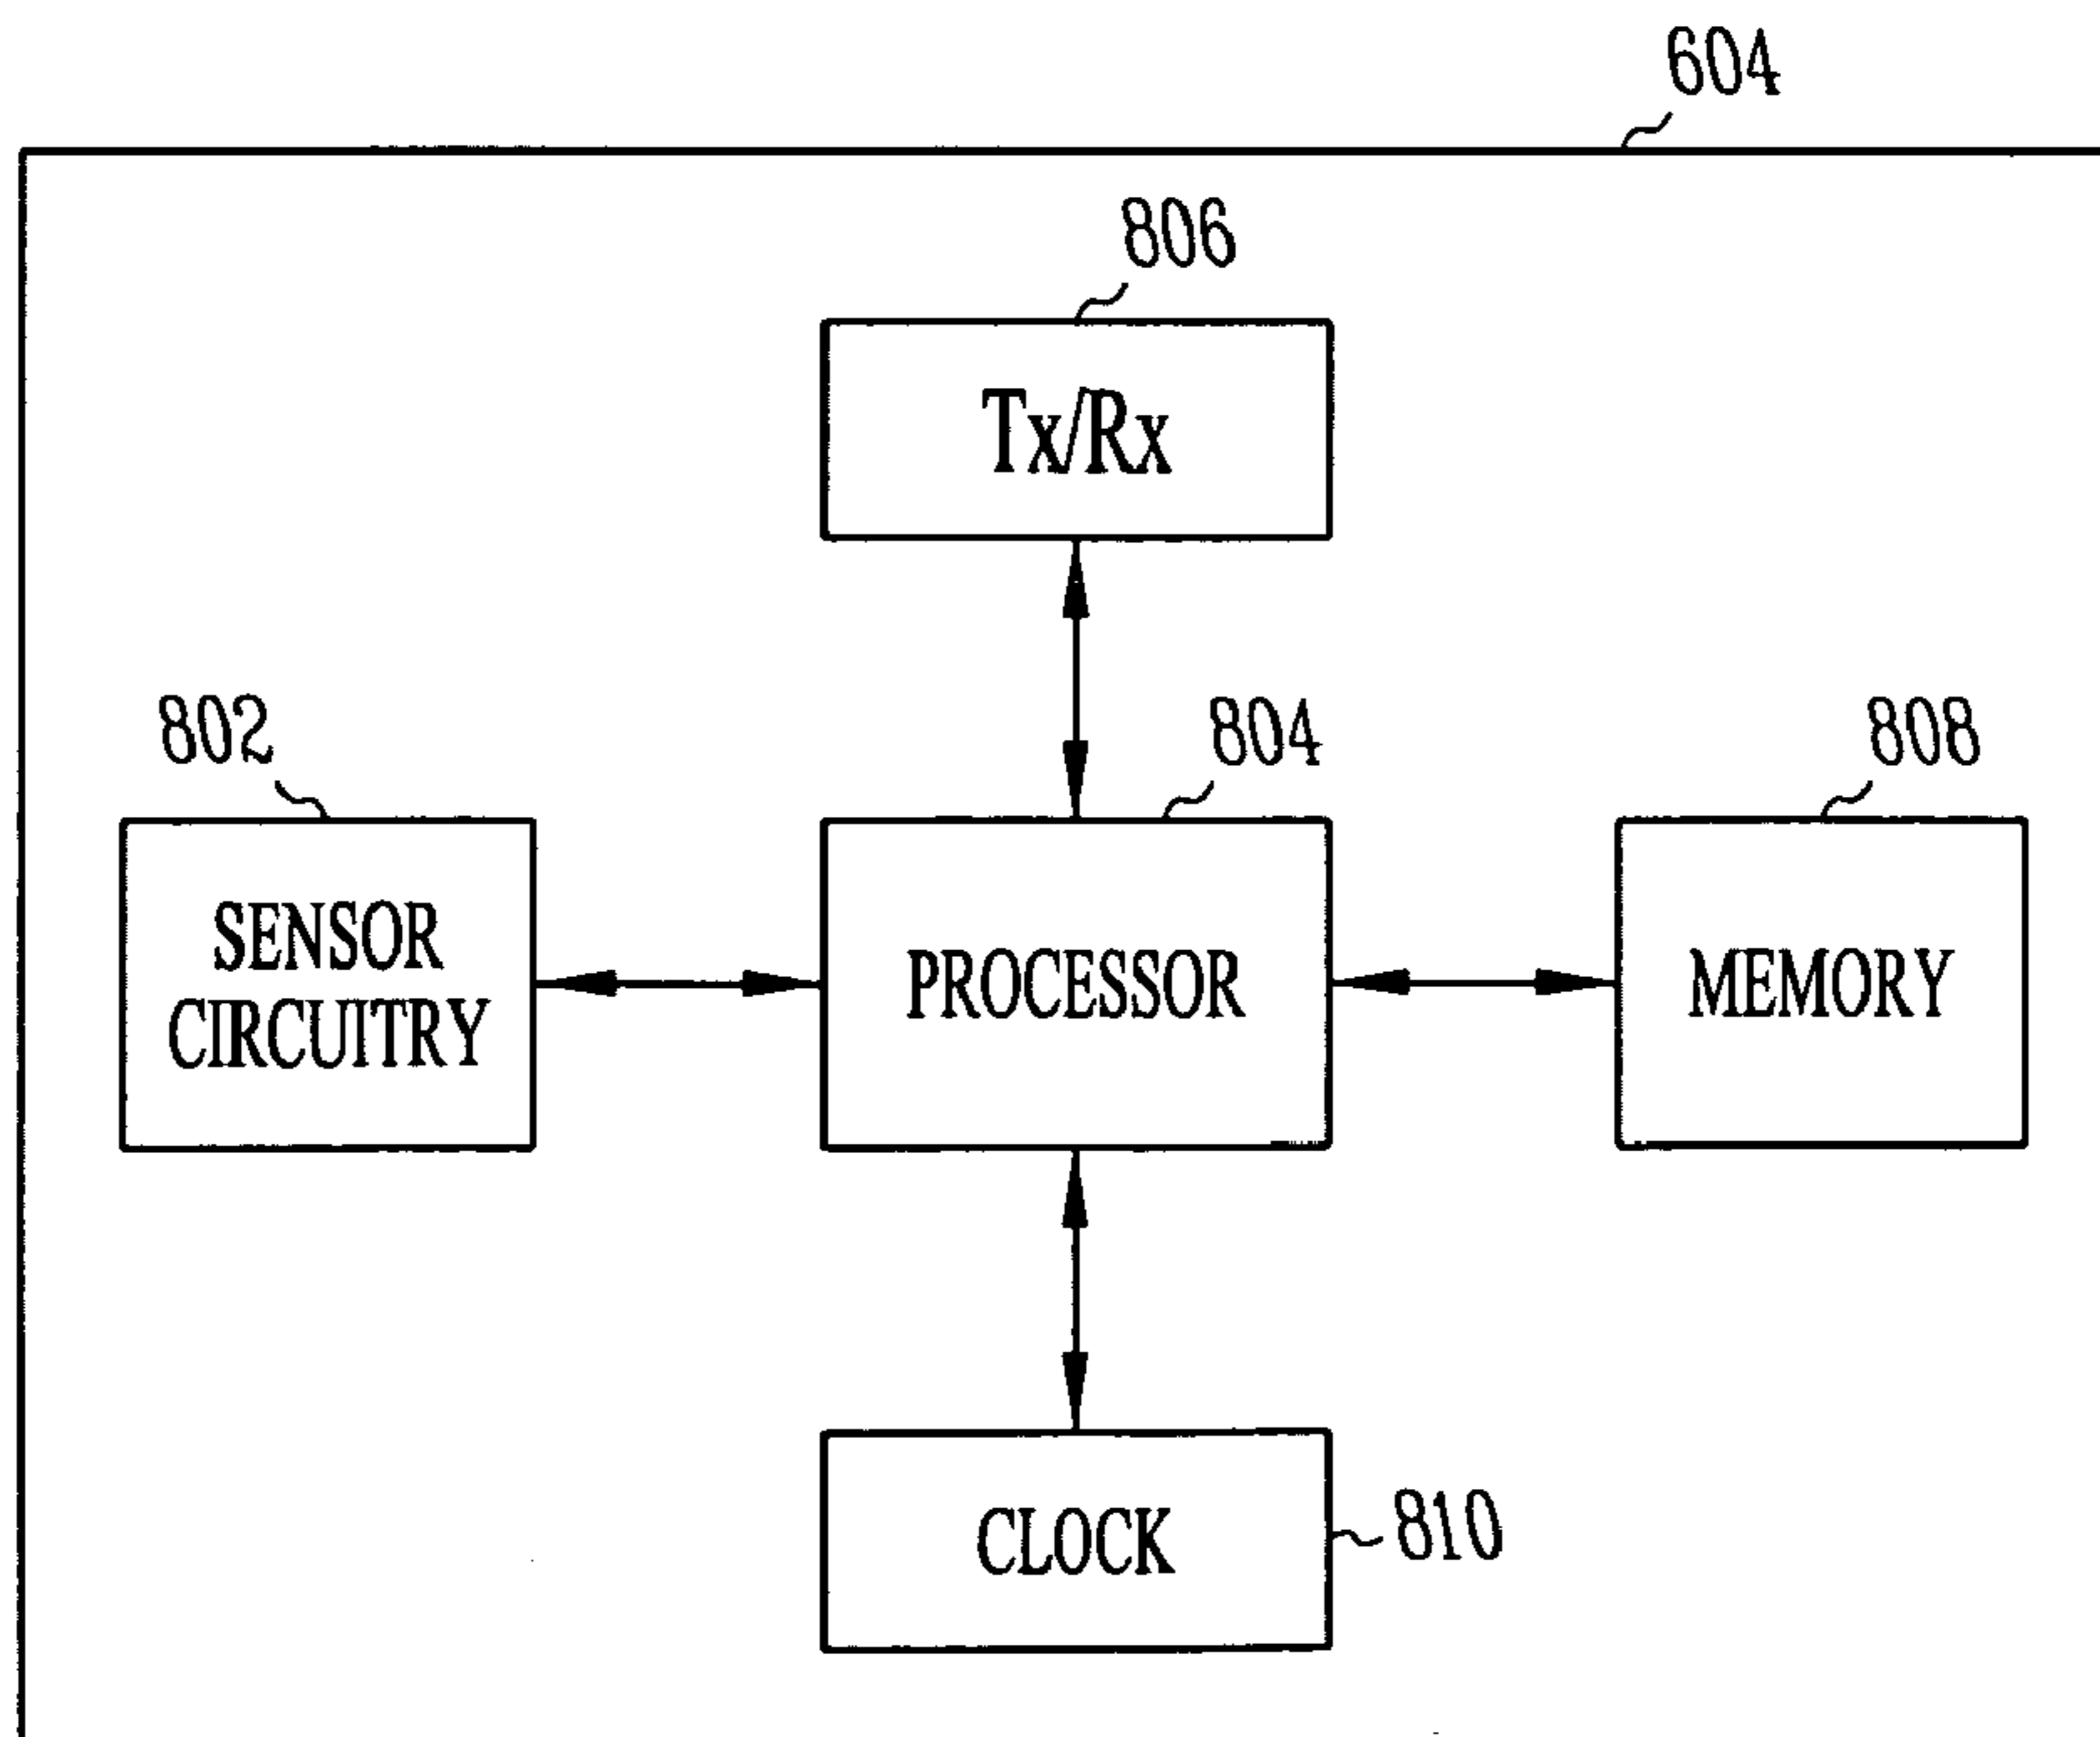 604
806
Tx/Rx
802
804
808
SENSOR
CIRCUITRY
PROCESSOR
MEMORY
CLOCK
810